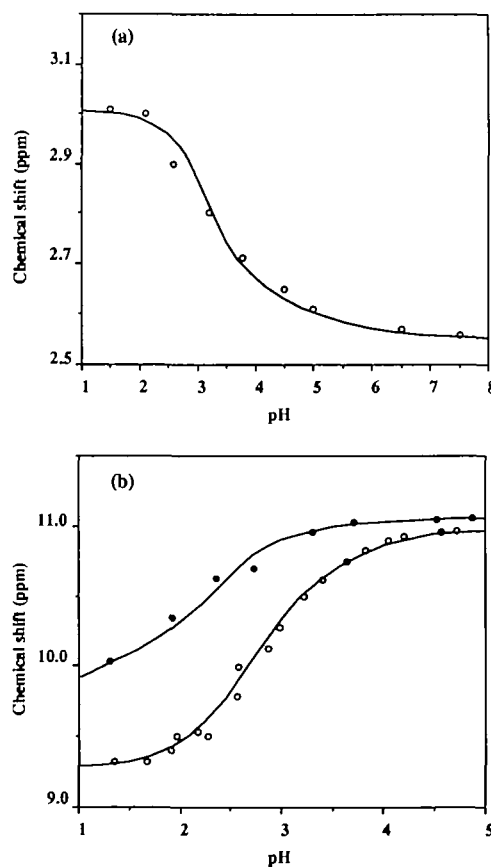 (a)
3.1
2.9
2.7
2.5
Chemical shift (ppm)
1 2 3 4 5 6 7 8
pH
(b)
11.0
10.0
9.0
Chemical shift (ppm)
1 2 3 4 5
pH